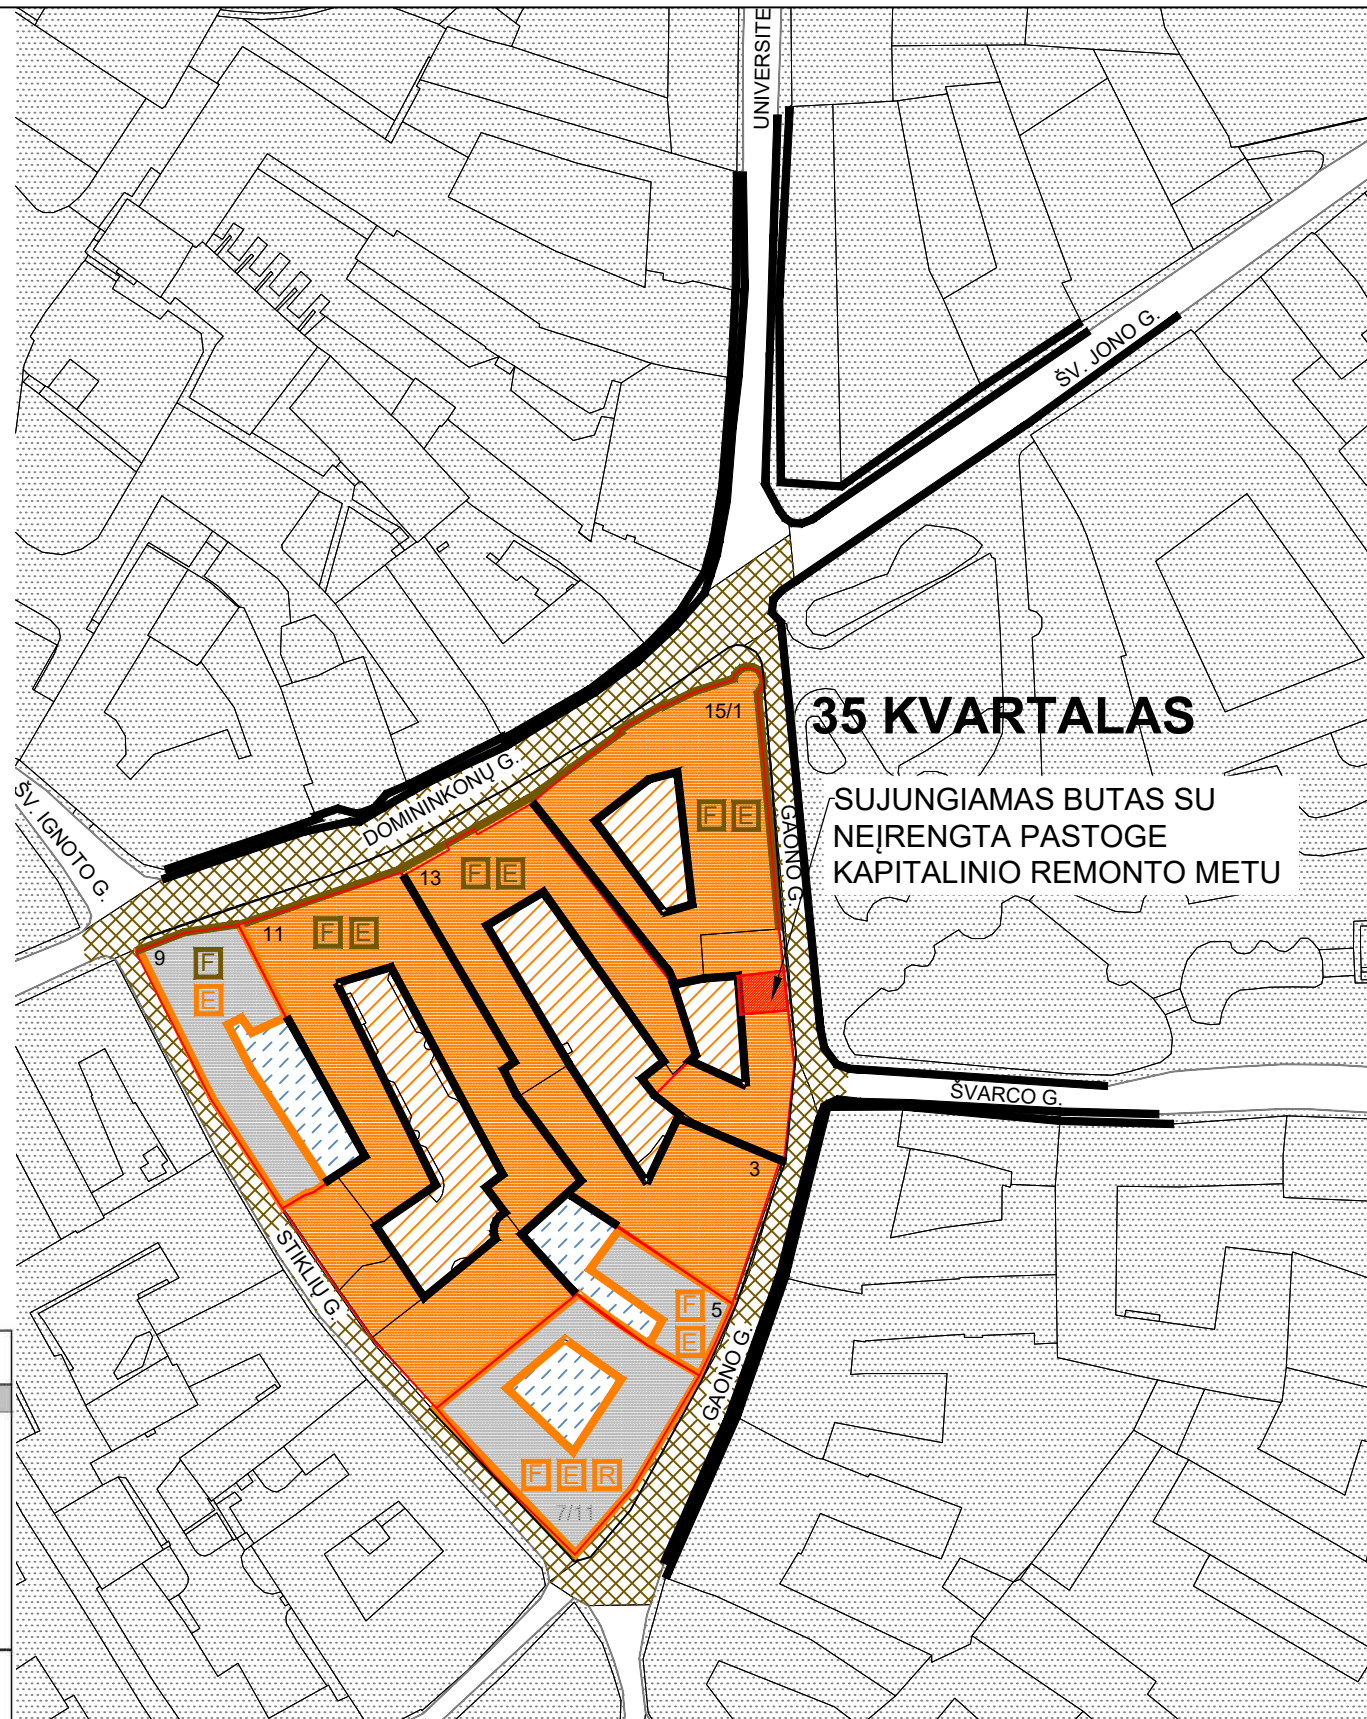 UNIVERSITE
ŠV. JONO G.
35 KVARTALAS
15/1
DOMININKONŲ G.
ŠV. IGNOTO G.
GAONO G.
SUJUNGIAMAS BUTAS SU
NEĮRENGTA PASTOGE
KAPITALINIO REMONTO METU
F E
13
F E
11
F E
9
F
E
ŠVARCO G.
3
STIKLIŲ G.
F
5
E
GAONO G.
F E R
7/11